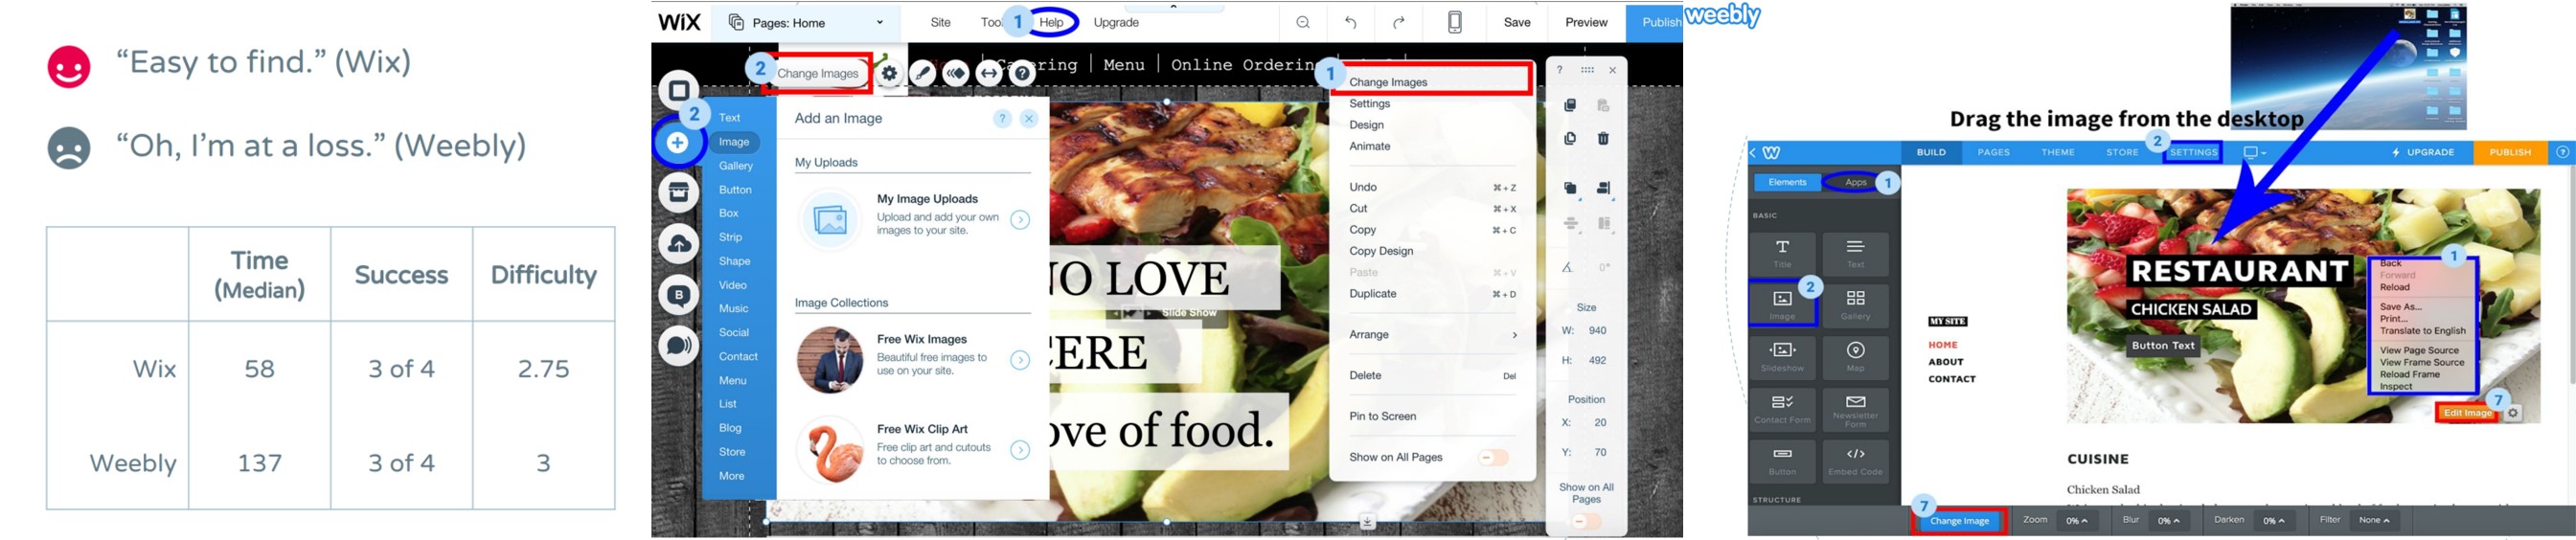 “Easy to find.” (Wix)
“Oh, I’m at a loss.” (Weebly)
Time (Median) Success Difficulty
Wix 58 3 of 4 2.75
Weebly 137 3 of 4 3
WiX Pages: Home Site 1 Help Upgrade Save Preview Publish
2 Change Images
Catering | Menu | Online Ordering
2
Text
Image
Gallery
Button
Box
Strip
Shape
Video
Music
Social
Contact
Menu
List
Blog
Store
More
Add an Image ?
My Uploads
My Image Uploads
Upload and add your own
images to your site.
Image Collections
Free Wix Images
Beautiful free images to
use on your site.
Free Wix Clip Art
Free clip art and cutouts
to choose from.
NO LOVE
Slide Show
CERE
ove of food.
1 Change Images
Settings
Design
Animate
Undo ⌘+Z
Cut ⌘+X
Copy ⌘+C
Copy Design
Paste ⌘+V
Duplicate ⌘+D
Arrange
Delete Del
Pin to Screen
Show on All Pages
?
0°
Size
W: 940
H: 492
Position
X: 20
Y: 70
Show on All
Pages
weebly
Drag the image from the desktop
2
BUILD PAGES THEME STORE SETTINGS UPGRADE PUBLISH ?
Elements Apps 1
BASIC
Title Text
2
Image Gallery
Slideshow Map
Contact Form Newsletter Form
Button Embed Code
STRUCTURE
MY SITE
HOME
ABOUT
CONTACT
RESTAURANT
CHICKEN SALAD
Button Text
1
Back
Forward
Reload
Save As...
Print...
Translate to English
View Page Source
View Frame Source
Reload Frame
Inspect
7
Edit Image
CUISINE
Chicken Salad
7
Change Image Zoom 0% Blur 0% Darken 0% Filter None